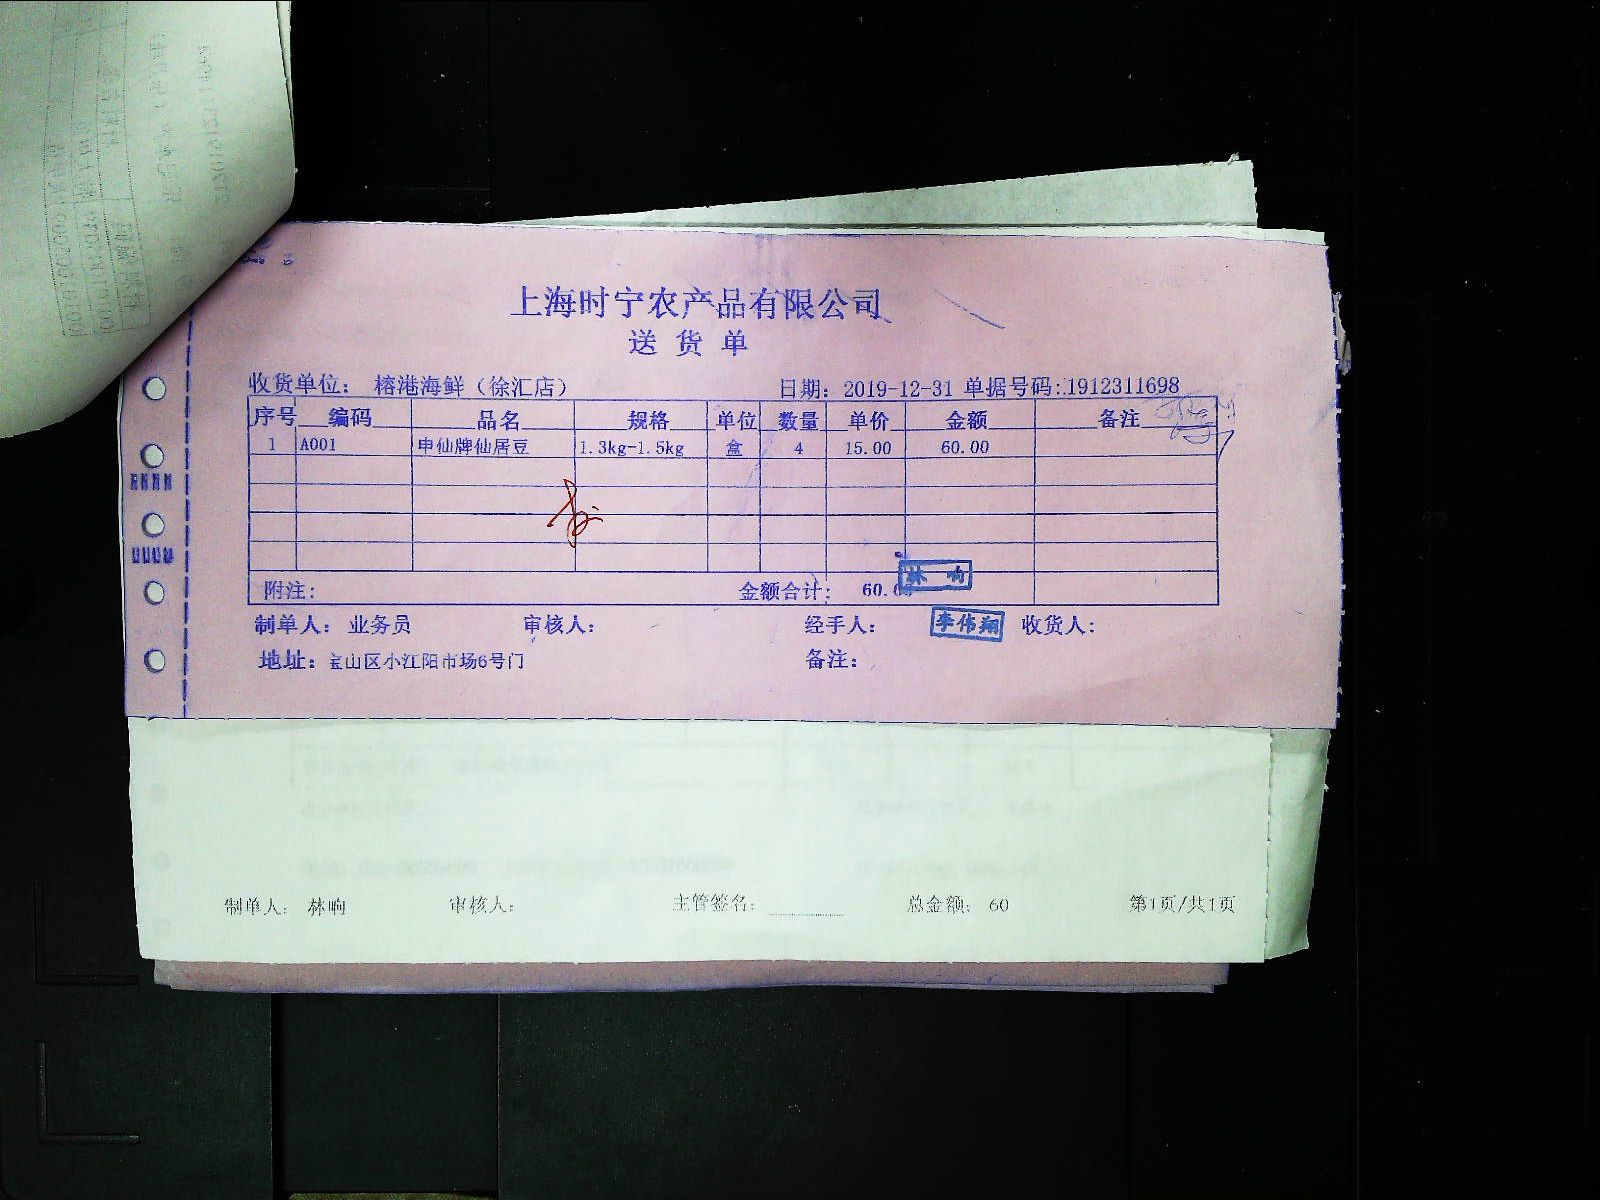 上海时宁农产品有限公司
送货单
收货单位： 榕港海鲜（徐汇店） 日期：2019-12-31 单据号码：1912311698
序号 编码 品名 规格 单位 数量 单价 金额 备注
1 A001 申仙牌仙居豆 1.3kg-1.5kg 盒 4 15.00 60.00
附注： 金额合计： 60.
林响
制单人： 业务员 审核人： 经手人： 李伟翔 收货人：
地址：宝山区小江阳市场6号门 备注：
制单人： 林响 审核人： 主管签名： 总金额： 60 第1页/共1页